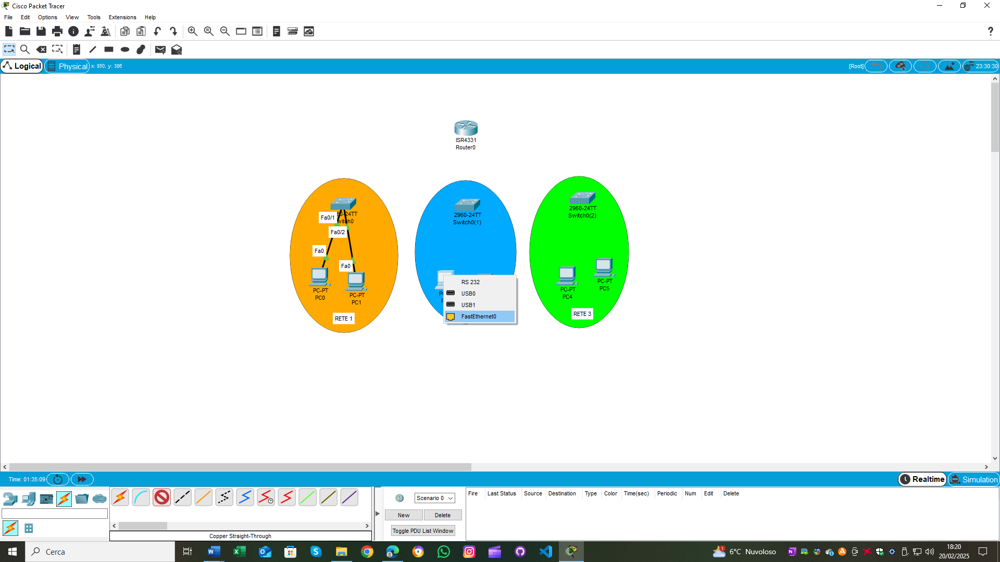 Cisco Packet Tracer
File Edit Options View Tools Extensions Help
?
Logical Physical x: 850, y: 386 [Root] 23:30:30
ISR4331
Router0
60-24TT
witch0
Fa0/1
Fa0/2
Fa0
Fa0
PC-PT
PC0
PC-PT
PC1
RETE 1
2960-24TT
Switch0(1)
RS 232
USB0
USB1
FastEthernet0
2960-24TT
Switch0(2)
PC-PT
PC4
PC-PT
PC5
RETE 3
Time: 01:35:09 Realtime Simulation
Copper Straight-Through
Scenario 0
New Delete
Toggle PDU List Window
Fire Last Status Source Destination Type Color Time(sec) Periodic Num Edit Delete
Cerca
6°C Nuvoloso
18:20
20/02/2025